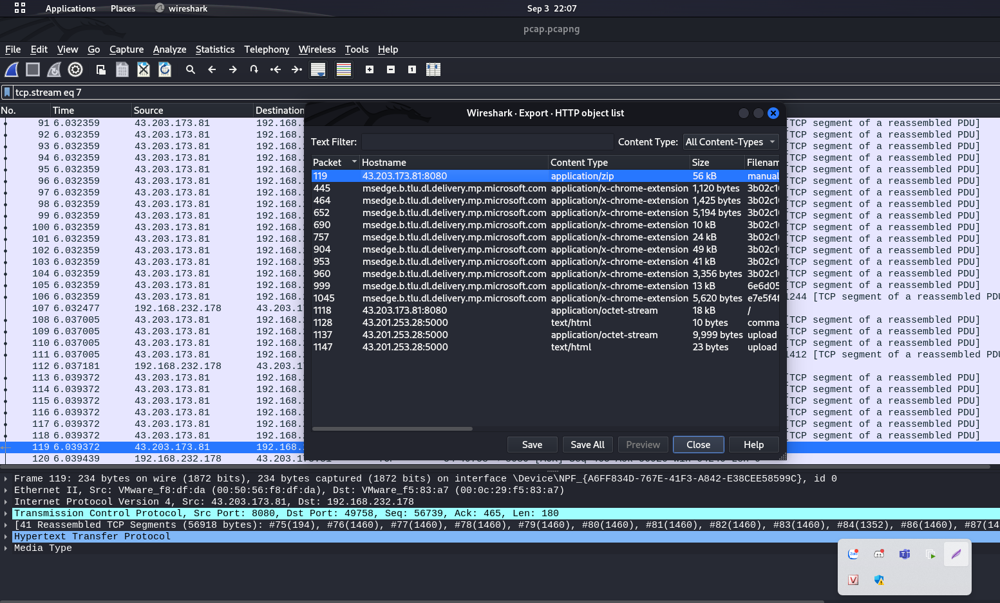 Applications Places wireshark Sep 3 22:07
pcap.pcapng
File Edit View Go Capture Analyze Statistics Telephony Wireless Tools Help
tcp.stream eq 7
No. Time Source Destination
91 6.032359 43.203.173.81 192.168. [TCP segment of a reassembled PDU]
92 6.032359 43.203.173.81 192.168. [TCP segment of a reassembled PDU]
93 6.032359 43.203.173.81 192.168. [TCP segment of a reassembled PDU]
94 6.032359 43.203.173.81 192.168. [TCP segment of a reassembled PDU]
95 6.032359 43.203.173.81 192.168. [TCP segment of a reassembled PDU]
96 6.032359 43.203.173.81 192.168. [TCP segment of a reassembled PDU]
97 6.032359 43.203.173.81 192.168. [TCP segment of a reassembled PDU]
98 6.032359 43.203.173.81 192.168. [TCP segment of a reassembled PDU]
99 6.032359 43.203.173.81 192.168. [TCP segment of a reassembled PDU]
100 6.032359 43.203.173.81 192.168. [TCP segment of a reassembled PDU]
101 6.032359 43.203.173.81 192.168. [TCP segment of a reassembled PDU]
102 6.032359 43.203.173.81 192.168. [TCP segment of a reassembled PDU]
103 6.032359 43.203.173.81 192.168. [TCP segment of a reassembled PDU]
104 6.032359 43.203.173.81 192.168. [TCP segment of a reassembled PDU]
105 6.032359 43.203.173.81 192.168. [TCP segment of a reassembled PDU]
106 6.032359 43.203.173.81 192.168. 1244 [TCP segment of a reassembled PDU
107 6.032477 192.168.232.178 43.203.1
108 6.037005 43.203.173.81 192.168. [TCP segment of a reassembled PDU]
109 6.037005 43.203.173.81 192.168. [TCP segment of a reassembled PDU]
110 6.037005 43.203.173.81 192.168. [TCP segment of a reassembled PDU]
111 6.037005 43.203.173.81 192.168. 1412 [TCP segment of a reassembled PDU
112 6.037181 192.168.232.178 43.203.1
113 6.039372 43.203.173.81 192.168. [TCP segment of a reassembled PDU]
114 6.039372 43.203.173.81 192.168. [TCP segment of a reassembled PDU]
115 6.039372 43.203.173.81 192.168. [TCP segment of a reassembled PDU]
116 6.039372 43.203.173.81 192.168. [TCP segment of a reassembled PDU]
117 6.039372 43.203.173.81 192.168. [TCP segment of a reassembled PDU]
118 6.039372 43.203.173.81 192.168. [TCP segment of a reassembled PDU]
119 6.039372 43.203.173.81 192.168.
120 6.039439 192.168.232.178
Wireshark · Export · HTTP object list
Text Filter: Content Type: All Content-Types
Packet Hostname Content Type Size Filenam
119 43.203.173.81:8080 application/zip 56 kB manual
445 msedge.b.tlu.dl.delivery.mp.microsoft.com application/x-chrome-extension 1,120 bytes 3b02c1
464 msedge.b.tlu.dl.delivery.mp.microsoft.com application/x-chrome-extension 1,425 bytes 3b02c1
652 msedge.b.tlu.dl.delivery.mp.microsoft.com application/x-chrome-extension 5,194 bytes 3b02c1
690 msedge.b.tlu.dl.delivery.mp.microsoft.com application/x-chrome-extension 10 kB 3b02c1
757 msedge.b.tlu.dl.delivery.mp.microsoft.com application/x-chrome-extension 24 kB 3b02c1
904 msedge.b.tlu.dl.delivery.mp.microsoft.com application/x-chrome-extension 49 kB 3b02c1
953 msedge.b.tlu.dl.delivery.mp.microsoft.com application/x-chrome-extension 41 kB 3b02c1
960 msedge.b.tlu.dl.delivery.mp.microsoft.com application/x-chrome-extension 3,356 bytes 3b02c1
999 msedge.b.tlu.dl.delivery.mp.microsoft.com application/x-chrome-extension 13 kB 6e6d05
1045 msedge.b.tlu.dl.delivery.mp.microsoft.com application/x-chrome-extension 5,620 bytes e7e5f4f
1118 43.203.173.81:8080 application/octet-stream 18 kB /
1128 43.201.253.28:5000 text/html 10 bytes comma
1137 43.201.253.28:5000 application/octet-stream 9,999 bytes upload
1147 43.201.253.28:5000 text/html 23 bytes upload
Save Save All Preview Close Help
Frame 119: 234 bytes on wire (1872 bits), 234 bytes captured (1872 bits) on interface \Device\NPF_{A6FF834D-767E-41F3-A842-E38CEE58599C}, id 0
Ethernet II, Src: VMware_f8:df:da (00:50:56:f8:df:da), Dst: VMware_f5:83:a7 (00:0c:29:f5:83:a7)
Internet Protocol Version 4, Src: 43.203.173.81, Dst: 192.168.232.178
Transmission Control Protocol, Src Port: 8080, Dst Port: 49758, Seq: 56739, Ack: 465, Len: 180
[41 Reassembled TCP Segments (56918 bytes): #75(194), #76(1460), #77(1460), #78(1460), #79(1460), #80(1460), #81(1460), #82(1460), #83(1460), #84(1352), #86(1460), #87(14
Hypertext Transfer Protocol
Media Type